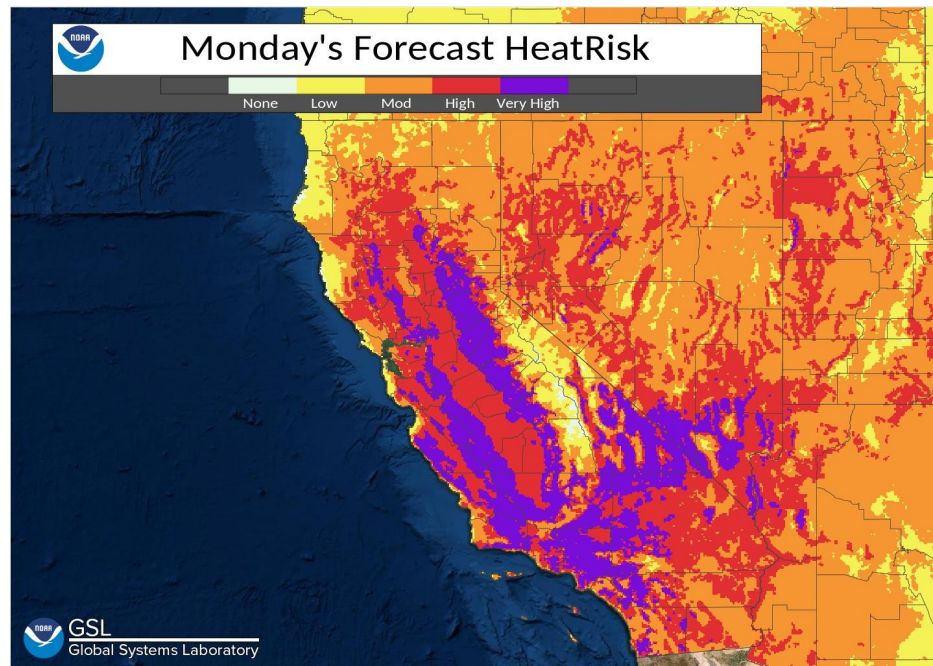 NOAA
Monday's Forecast HeatRisk
None Low Mod High Very High
NOAA
GSL
Global Systems Laboratory